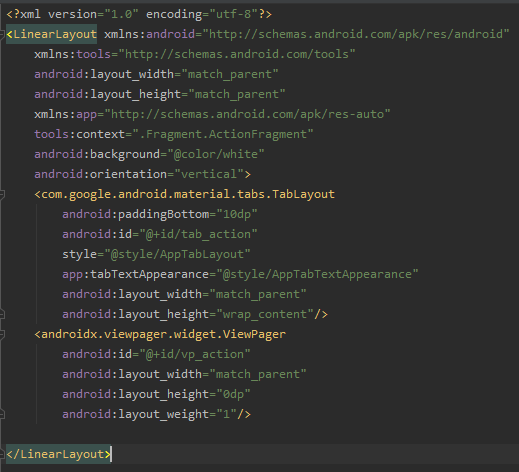 <?xml version="1.0" encoding="utf-8"?>
<LinearLayout xmlns:android="http://schemas.android.com/apk/res/android"
    xmlns:tools="http://schemas.android.com/tools"
    android:layout_width="match_parent"
    android:layout_height="match_parent"
    xmlns:app="http://schemas.android.com/apk/res-auto"
    tools:context=".Fragment.ActionFragment"
    android:background="@color/white"
    android:orientation="vertical">
    <com.google.android.material.tabs.TabLayout
        android:paddingBottom="10dp"
        android:id="@+id/tab_action"
        style="@style/AppTabLayout"
        app:tabTextAppearance="@style/AppTabTextAppearance"
        android:layout_width="match_parent"
        android:layout_height="wrap_content"/>
    <androidx.viewpager.widget.ViewPager
        android:id="@+id/vp_action"
        android:layout_width="match_parent"
        android:layout_height="0dp"
        android:layout_weight="1"/>
</LinearLayout>